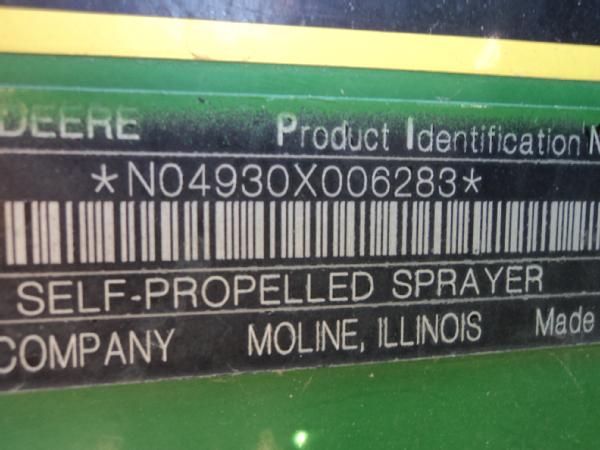 DEERE Product Identification N
*N04930X006283*
SELF-PROPELLED SPRAYER
COMPANY MOLINE, ILLINOIS Made